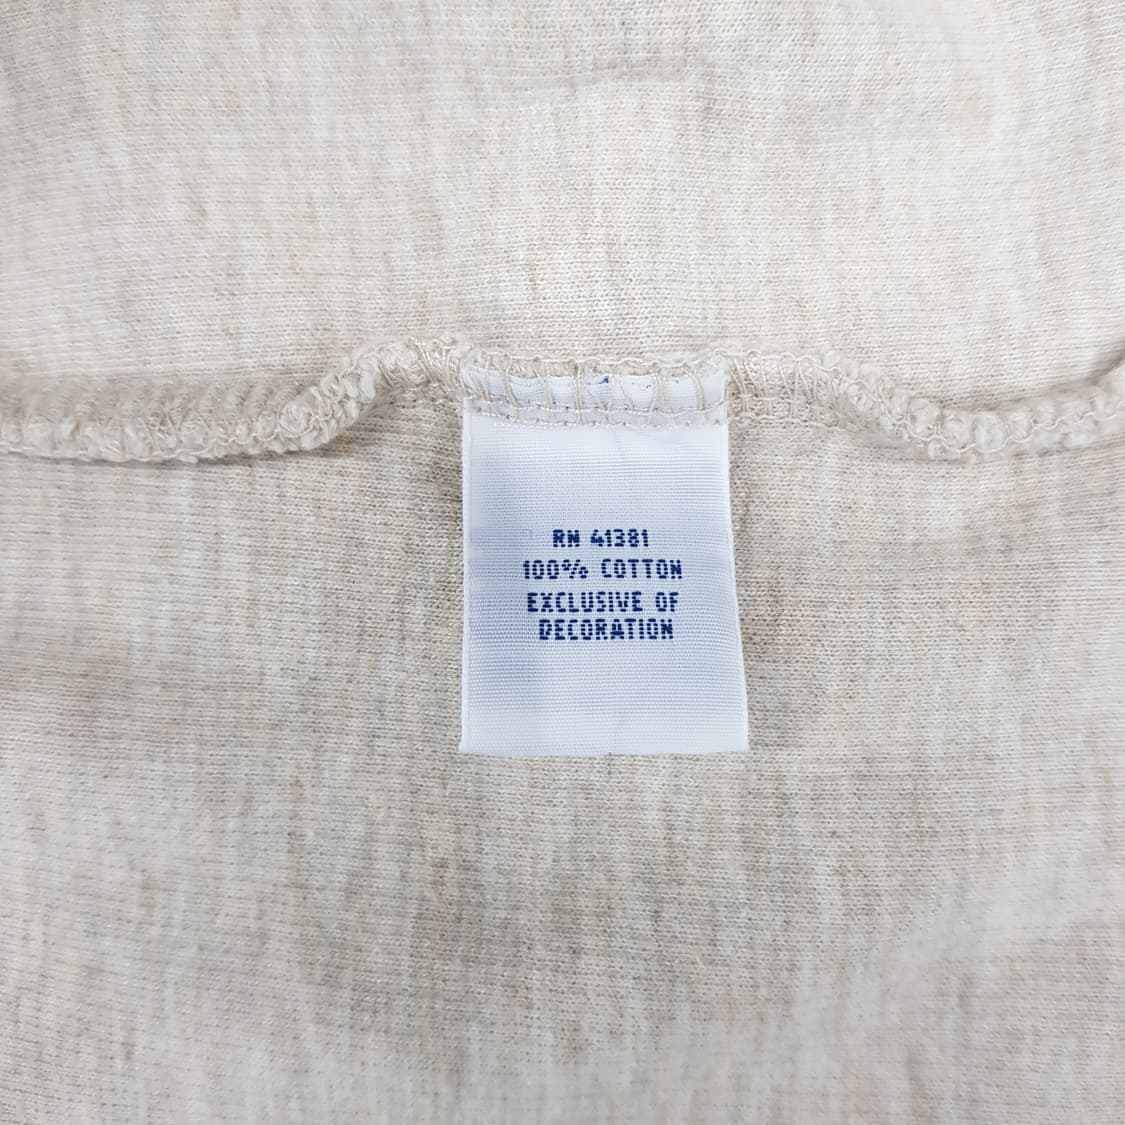 RN 41381
100% COTTON
EXCLUSIVE OF
DECORATION